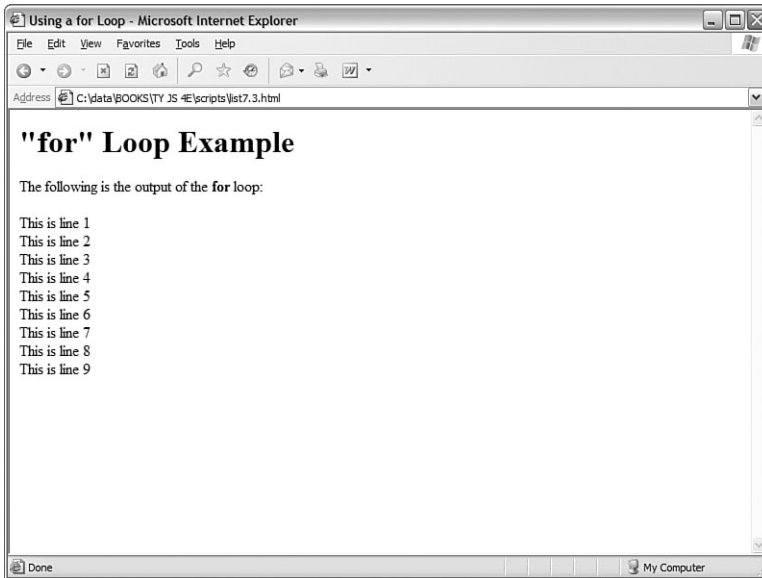 Using a for Loop - Microsoft Internet Explorer
File Edit View Favorites Tools Help
Address C:\data\BOOKS\TY JS 4E\scripts\list7.3.html
"for" Loop Example
The following is the output of the for loop:
This is line 1
This is line 2
This is line 3
This is line 4
This is line 5
This is line 6
This is line 7
This is line 8
This is line 9
Done My Computer